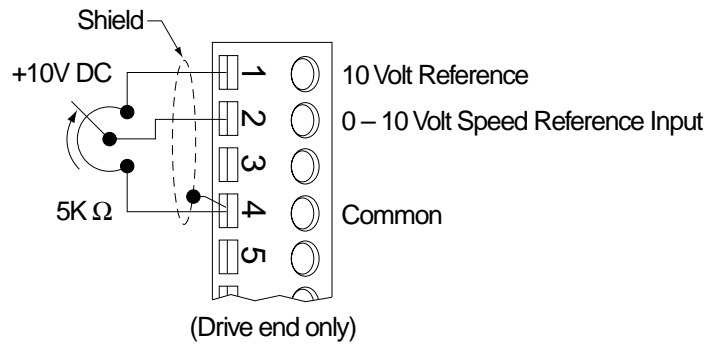 Shield
+10V DC
1 10 Volt Reference
2 0 – 10 Volt Speed Reference Input
3
5K Ω
4 Common
5
(Drive end only)